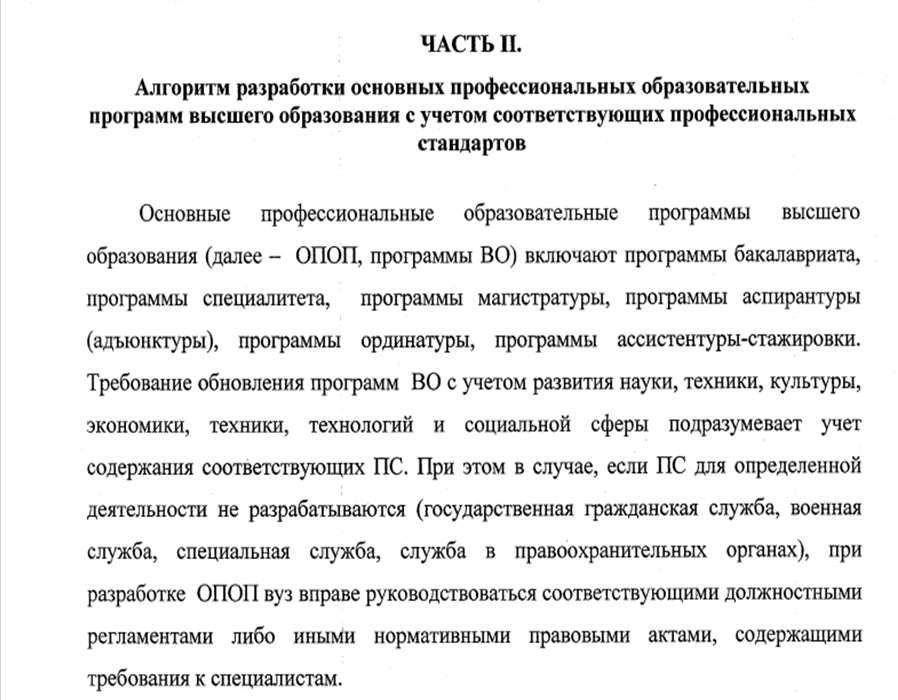 ЧАСТЬ II.
Алгоритм разработки основных профессиональных образовательных
программ высшего образования с учетом соответствующих профессиональных
стандартов
Основные профессиональные образовательные программы высшего
образования (далее – ОПОП, программы ВО) включают программы бакалавриата,
программы специалитета, программы магистратуры, программы аспирантуры
(адъюнктуры), программы ординатуры, программы ассистентуры-стажировки.
Требование обновления программ ВО с учетом развития науки, техники, культуры,
экономики, техники, технологий и социальной сферы подразумевает учет
содержания соответствующих ПС. При этом в случае, если ПС для определенной
деятельности не разрабатываются (государственная гражданская служба, военная
служба, специальная служба, служба в правоохранительных органах), при
разработке ОПОП вуз вправе руководствоваться соответствующими должностными
регламентами либо иными нормативными правовыми актами, содержащими
требования к специалистам.